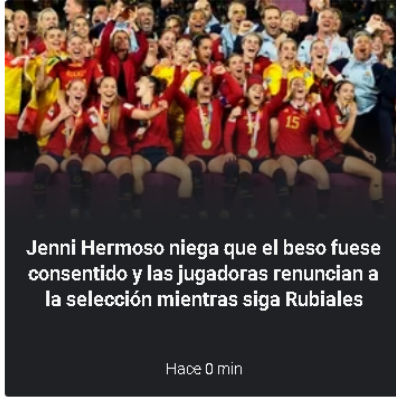 Jenni Hermoso niega que el beso fuese
consentido y las jugadoras renuncian a
la selección mientras siga Rubiales
Hace 0 min